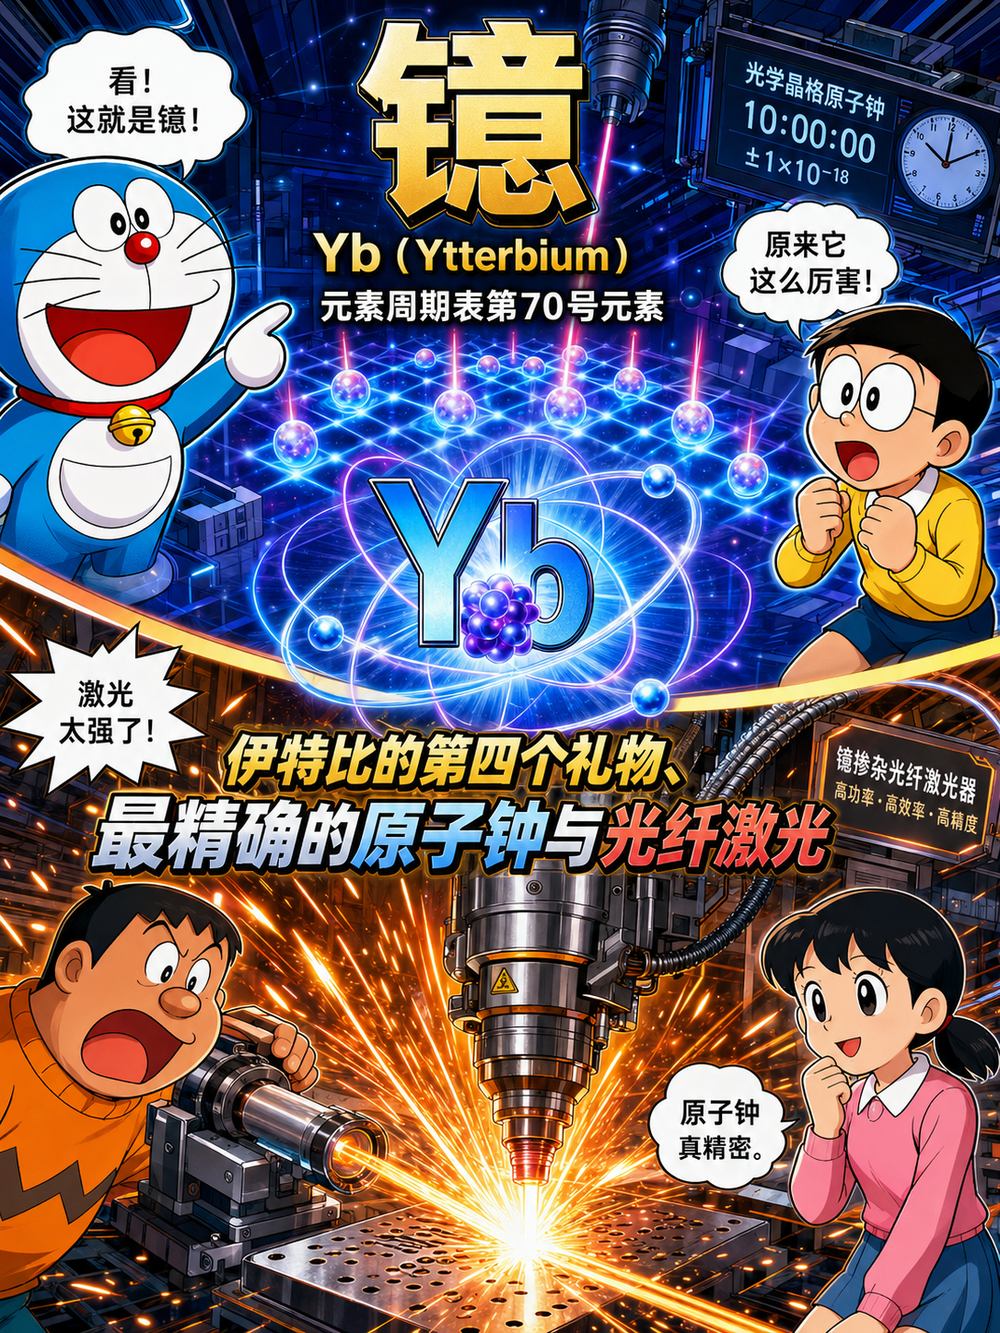 看！
这就是镱！
镱
Yb（Ytterbium）
元素周期表第70号元素
光学晶格原子钟
10:00:00
±1×10⁻¹⁸
原来它
这么厉害！
Yb
激光
太强了！
伊特比的第四个礼物、
最精确的原子钟与光纤激光
镱掺杂光纤激光器
高功率·高效率·高精度
原子钟
真精密。